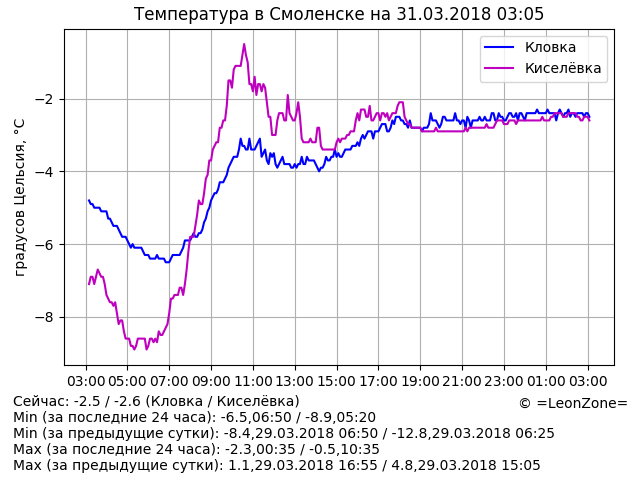 Температура в Смоленске на 31.03.2018 03:05
Кловка
Киселёвка
градусов Цельсия, °C
−2
−4
−6
−8
03:00 05:00 07:00 09:00 11:00 13:00 15:00 17:00 19:00 21:00 23:00 01:00 03:00
Сейчас: -2.5 / -2.6 (Кловка / Киселёвка)
© =LeonZone=
Min (за последние 24 часа): -6.5,06:50 / -8.9,05:20
Min (за предыдущие сутки): -8.4,29.03.2018 06:50 / -12.8,29.03.2018 06:25
Max (за последние 24 часа): -2.3,00:35 / -0.5,10:35
Max (за предыдущие сутки): 1.1,29.03.2018 16:55 / 4.8,29.03.2018 15:05